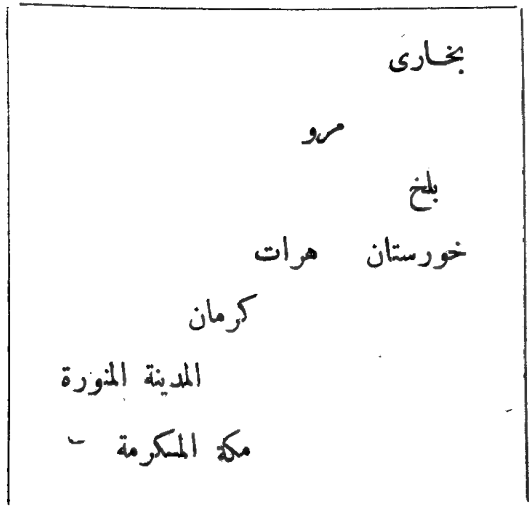 بخارى
مرو
بلخ
خورستان هرات
كرمان
المدينة المنورة
مكة المكرمة